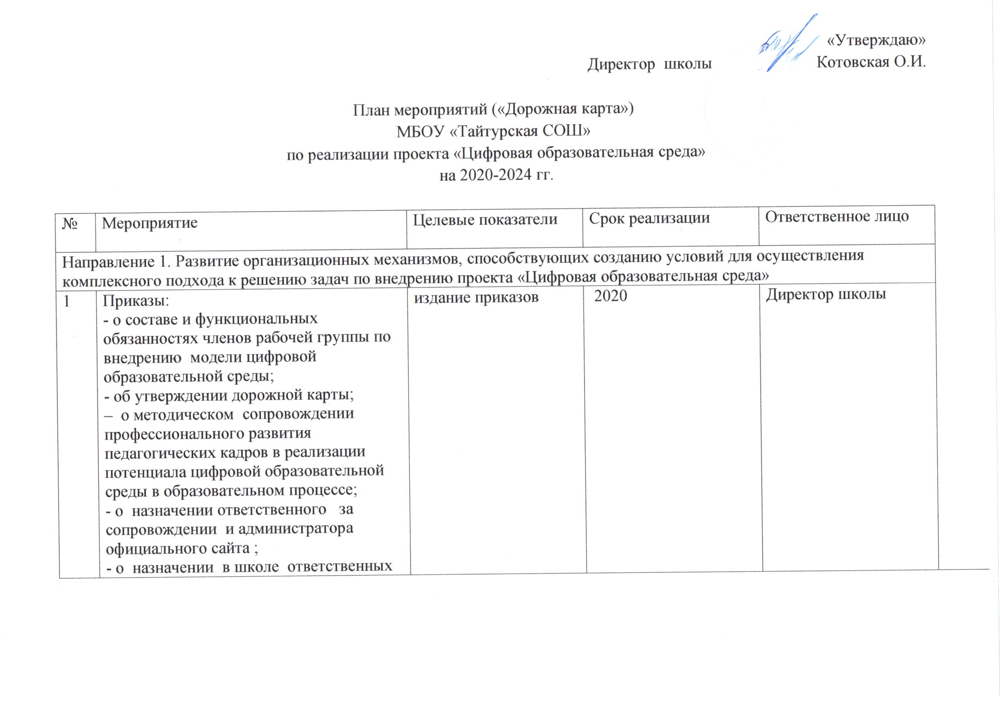 «Утверждаю»
Директор школы Котовская О.И.
План мероприятий («Дорожная карта»)
МБОУ «Тайтурская СОШ»
по реализации проекта «Цифровая образовательная среда»
на 2020-2024 гг.
№ Мероприятие Целевые показатели Срок реализации Ответственное лицо
Направление 1. Развитие организационных механизмов, способствующих созданию условий для осуществления
комплексного подхода к решению задач по внедрению проекта «Цифровая образовательная среда»
1 Приказы: издание приказов 2020 Директор школы
- о составе и функциональных
обязанностях членов рабочей группы по
внедрению модели цифровой
образовательной среды;
- об утверждении дорожной карты;
– о методическом сопровождении
профессионального развития
педагогических кадров в реализации
потенциала цифровой образовательной
среды в образовательном процессе;
- о назначении ответственного за
сопровождении и администратора
официального сайта ;
- о назначении в школе ответственных